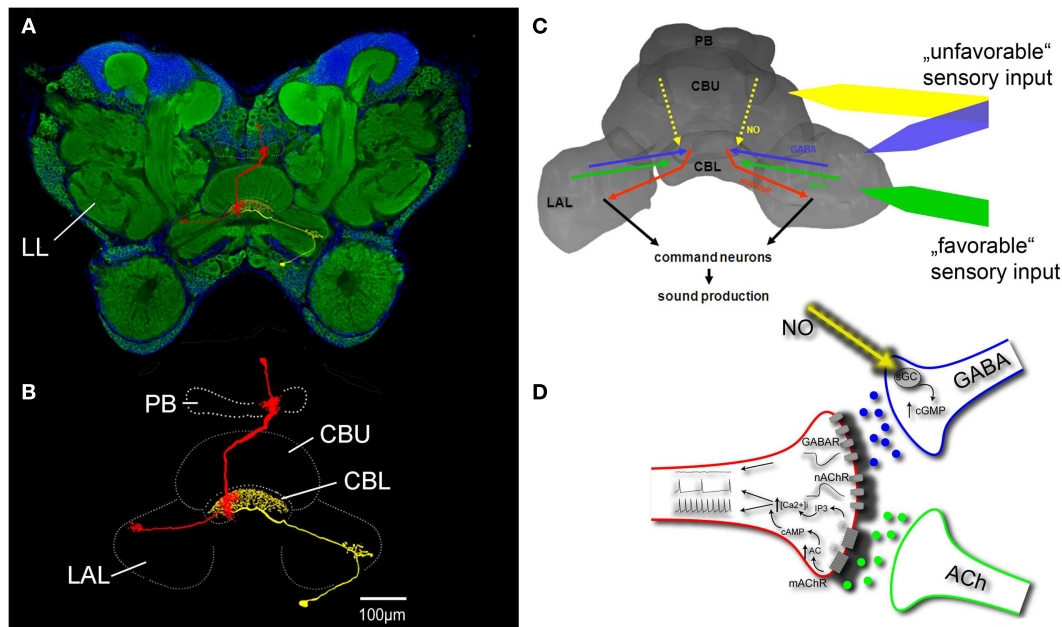 A
LL
B
PB
CBU
CBL
LAL
100µm
C
PB
CBU
NO
GABA
CBL
mAChR
LAL
„unfavorable“
sensory input
„favorable“
sensory input
command neurons
sound production
D
NO
sGC
cGMP
GABA
GABAR
nAChR
[Ca2+]i
IP3
cAMP
AC
mAChR
ACh